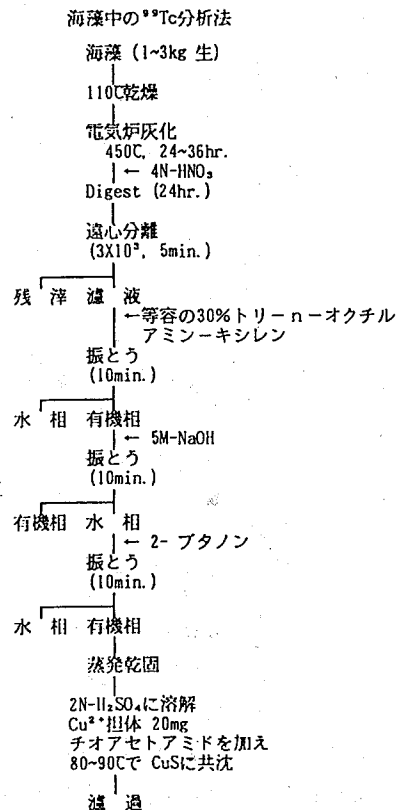 海藻中の⁹⁹Tc分析法
海藻 (1~3kg 生)
110℃乾燥
電気炉灰化
450℃, 24~36hr.
← 4N-HNO₃
Digest (24hr.)
遠心分離
(3X10³, 5min.)
残滓 濾液
←等容の30%トリーn－オクチル
アミン－キシレン
振とう
(10min.)
水相 有機相
← 5M-NaOH
振とう
(10min.)
有機相 水相
← 2- ブタノン
振とう
(10min.)
水相 有機相
蒸発乾固
2N-H₂SO₄に溶解
Cu²⁺担体 20mg
チオアセトアミドを加え
80~90℃で CuSに共沈
濾過